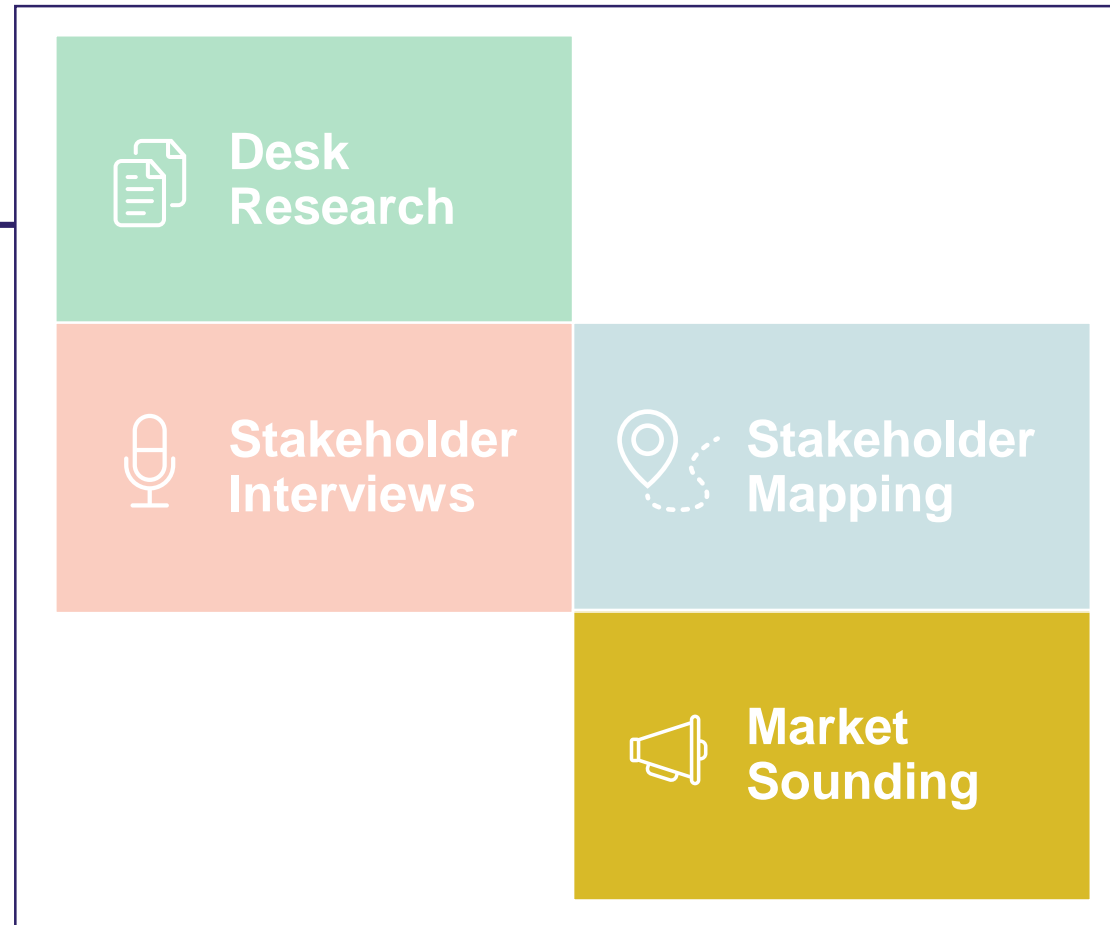 Desk
Research
Stakeholder
Interviews
Stakeholder
Mapping
Market
Sounding